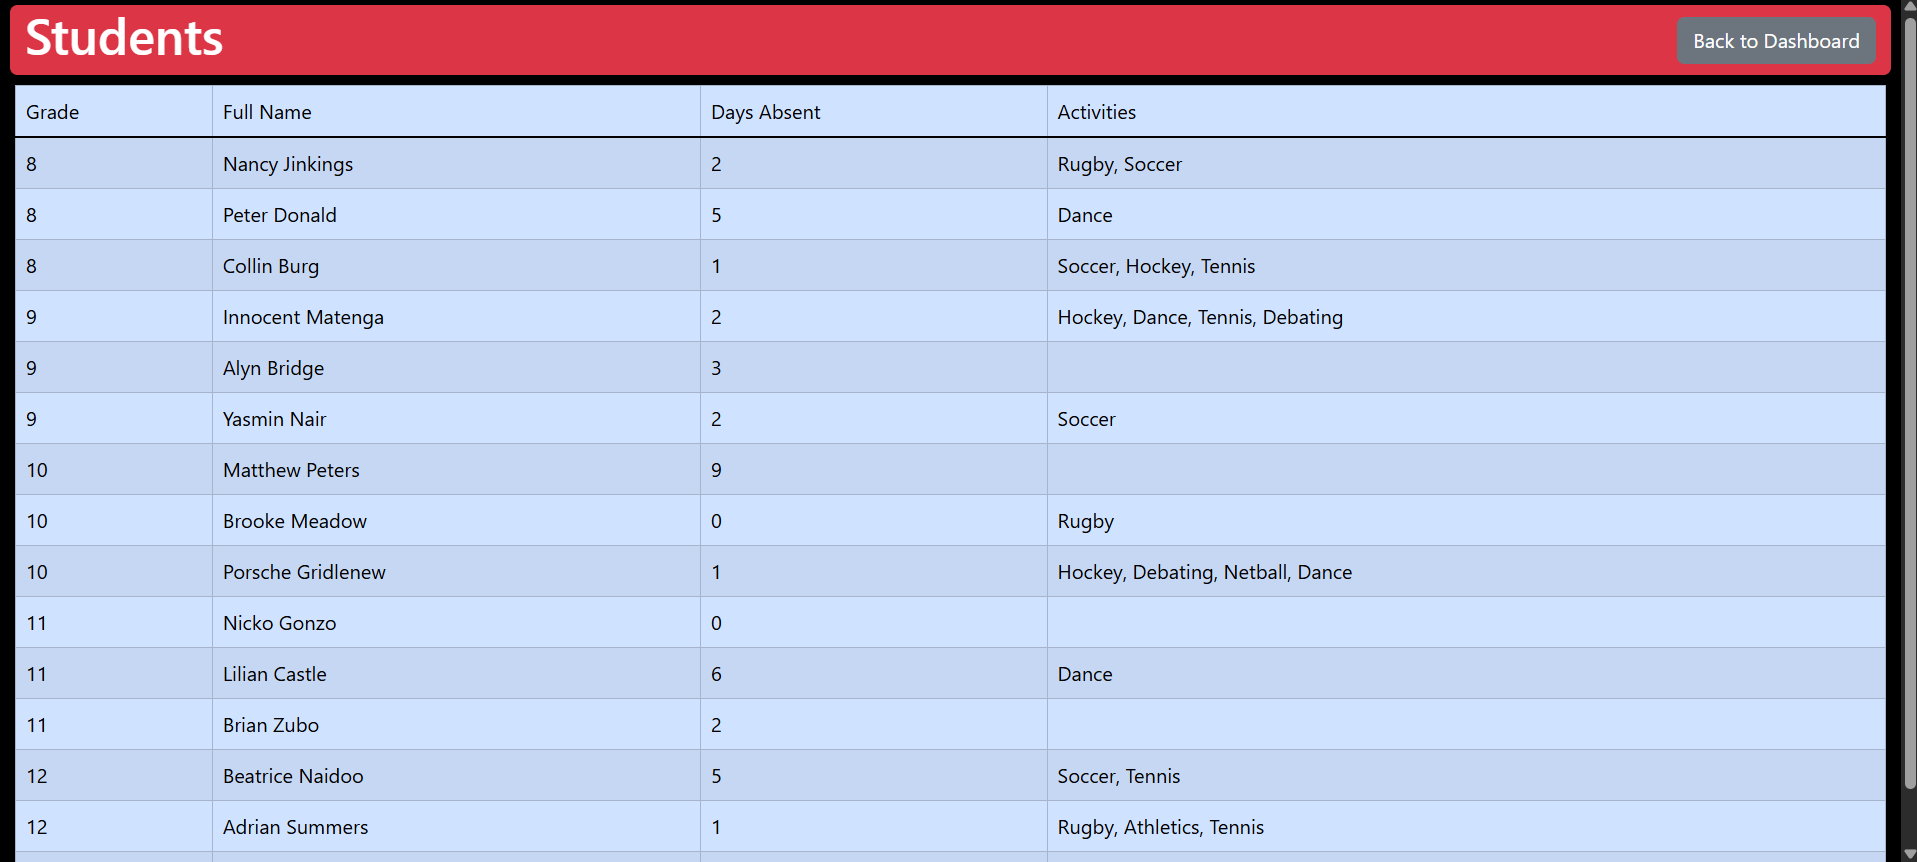 Students
Back to Dashboard
Grade Full Name Days Absent Activities
8 Nancy Jinkings 2 Rugby, Soccer
8 Peter Donald 5 Dance
8 Collin Burg 1 Soccer, Hockey, Tennis
9 Innocent Matenga 2 Hockey, Dance, Tennis, Debating
9 Alyn Bridge 3
9 Yasmin Nair 2 Soccer
10 Matthew Peters 9
10 Brooke Meadow 0 Rugby
10 Porsche Gridlenew 1 Hockey, Debating, Netball, Dance
11 Nicko Gonzo 0
11 Lilian Castle 6 Dance
11 Brian Zubo 2
12 Beatrice Naidoo 5 Soccer, Tennis
12 Adrian Summers 1 Rugby, Athletics, Tennis